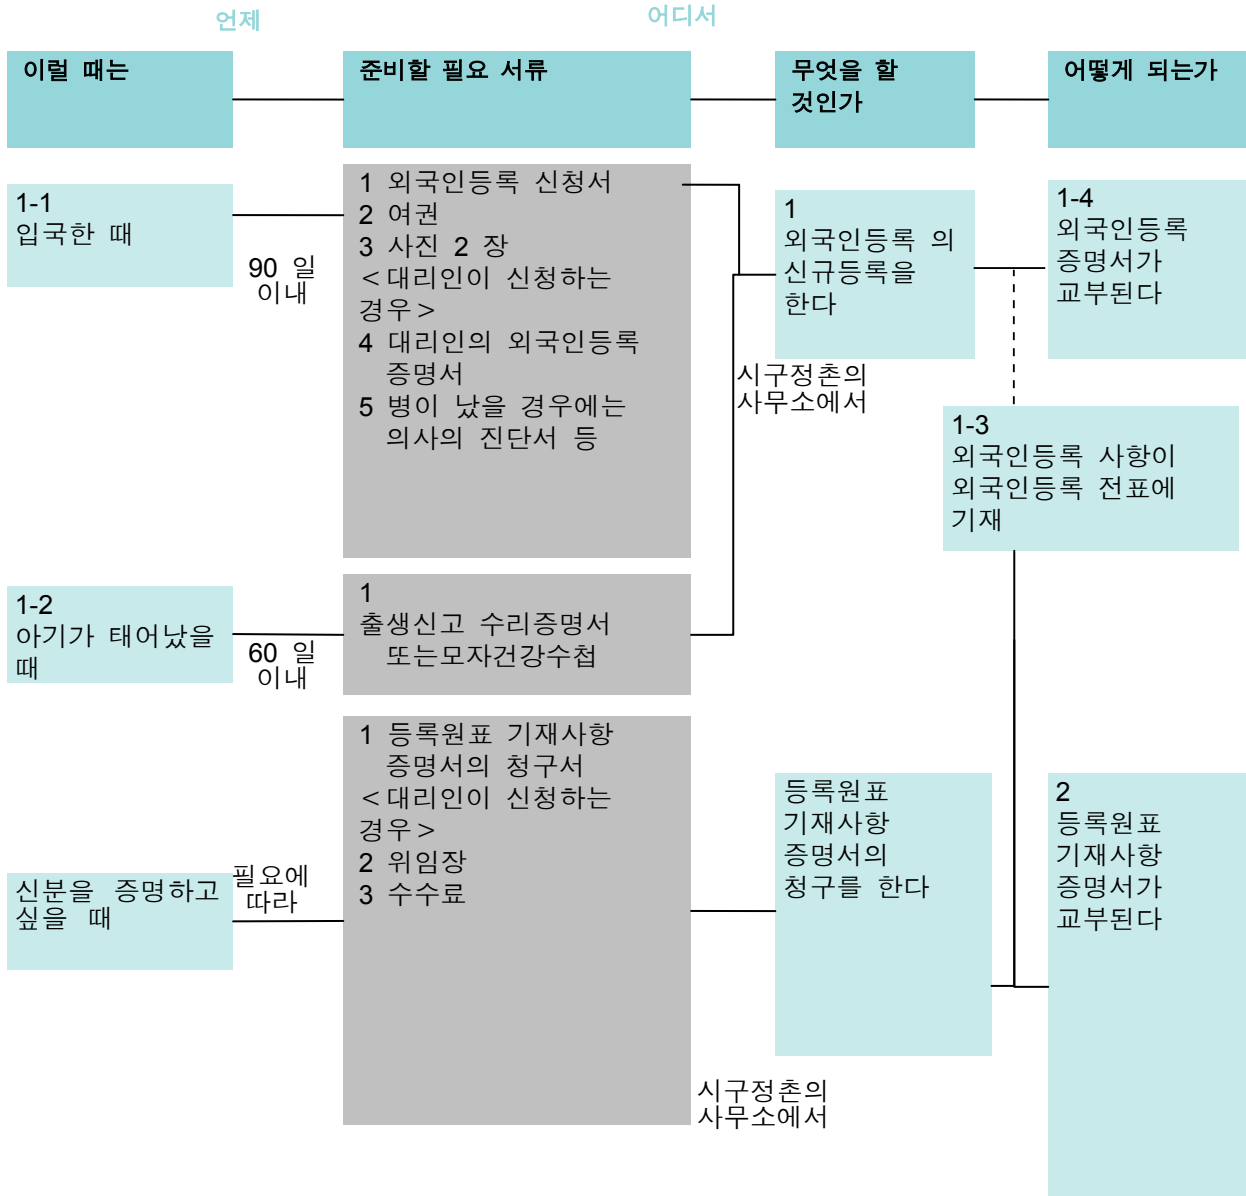 언제
어디서
이럴 때는
준비할 필요 서류
무엇을 할
것인가
어떻게 되는가
1-1
입국한 때
90 일
이내
1 외국인등록 신청서
2 여권
3 사진 2 장
<대리인이 신청하는
경우>
4 대리인의 외국인등록
증명서
5 병이 났을 경우에는
의사의 진단서 등
1
외국인등록 의
신규등록을
한다
시구정촌의
사무소에서
1-4
외국인등록
증명서가
교부된다
1-3
외국인등록 사항이
외국인등록 전표에
기재
1-2
아기가 태어났을
때
60 일
이내
1
출생신고 수리증명서
또는모자건강수첩
신분을 증명하고
싶을 때
필요에
따라
1 등록원표 기재사항
증명서의 청구서
<대리인이 신청하는
경우>
2 위임장
3 수수료
시구정촌의
사무소에서
등록원표
기재사항
증명서의
청구를 한다
2
등록원표
기재사항
증명서가
교부된다